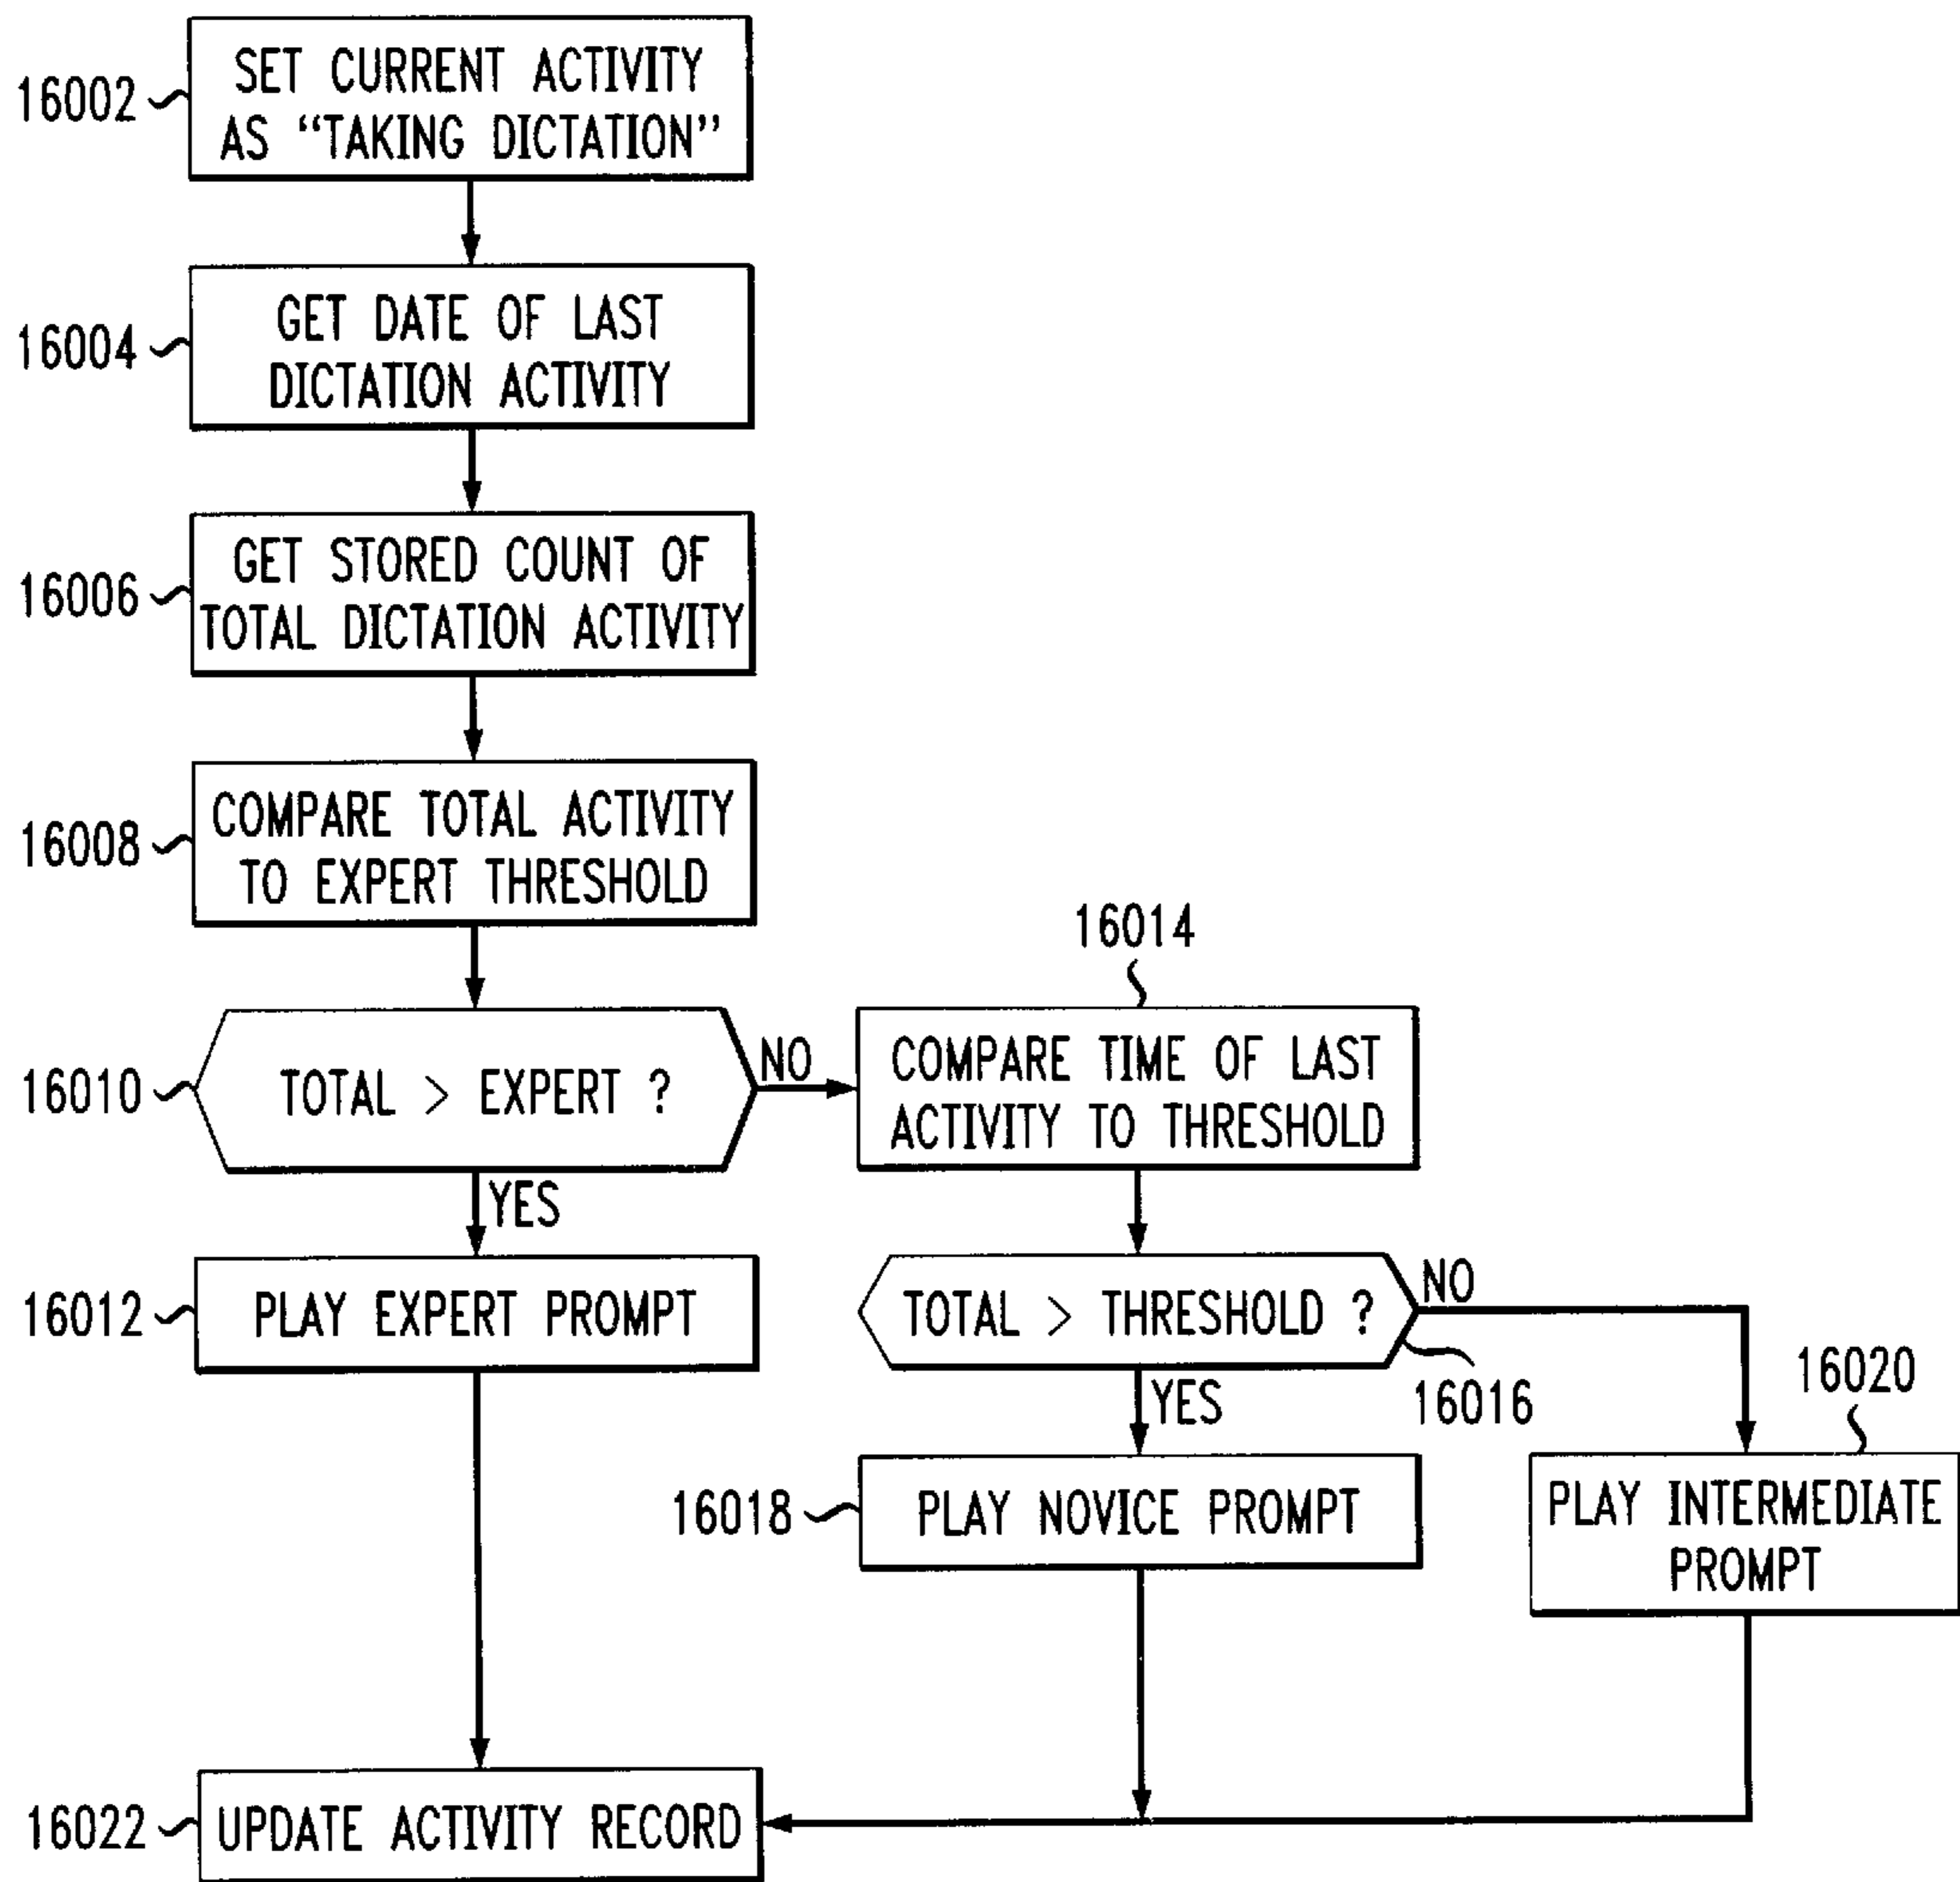 16002
SET CURRENT ACTIVITY
AS “TAKING DICTATION”
16004
GET DATE OF LAST
DICTATION ACTIVITY
16006
GET STORED COUNT OF
TOTAL DICTATION ACTIVITY
16008
COMPARE TOTAL ACTIVITY
TO EXPERT THRESHOLD
16010
TOTAL > EXPERT ?
NO
YES
16014
COMPARE TIME OF LAST
ACTIVITY TO THRESHOLD
16012
PLAY EXPERT PROMPT
TOTAL > THRESHOLD ?
NO
16016
YES
16018
PLAY NOVICE PROMPT
16020
PLAY INTERMEDIATE
PROMPT
16022
UPDATE ACTIVITY RECORD